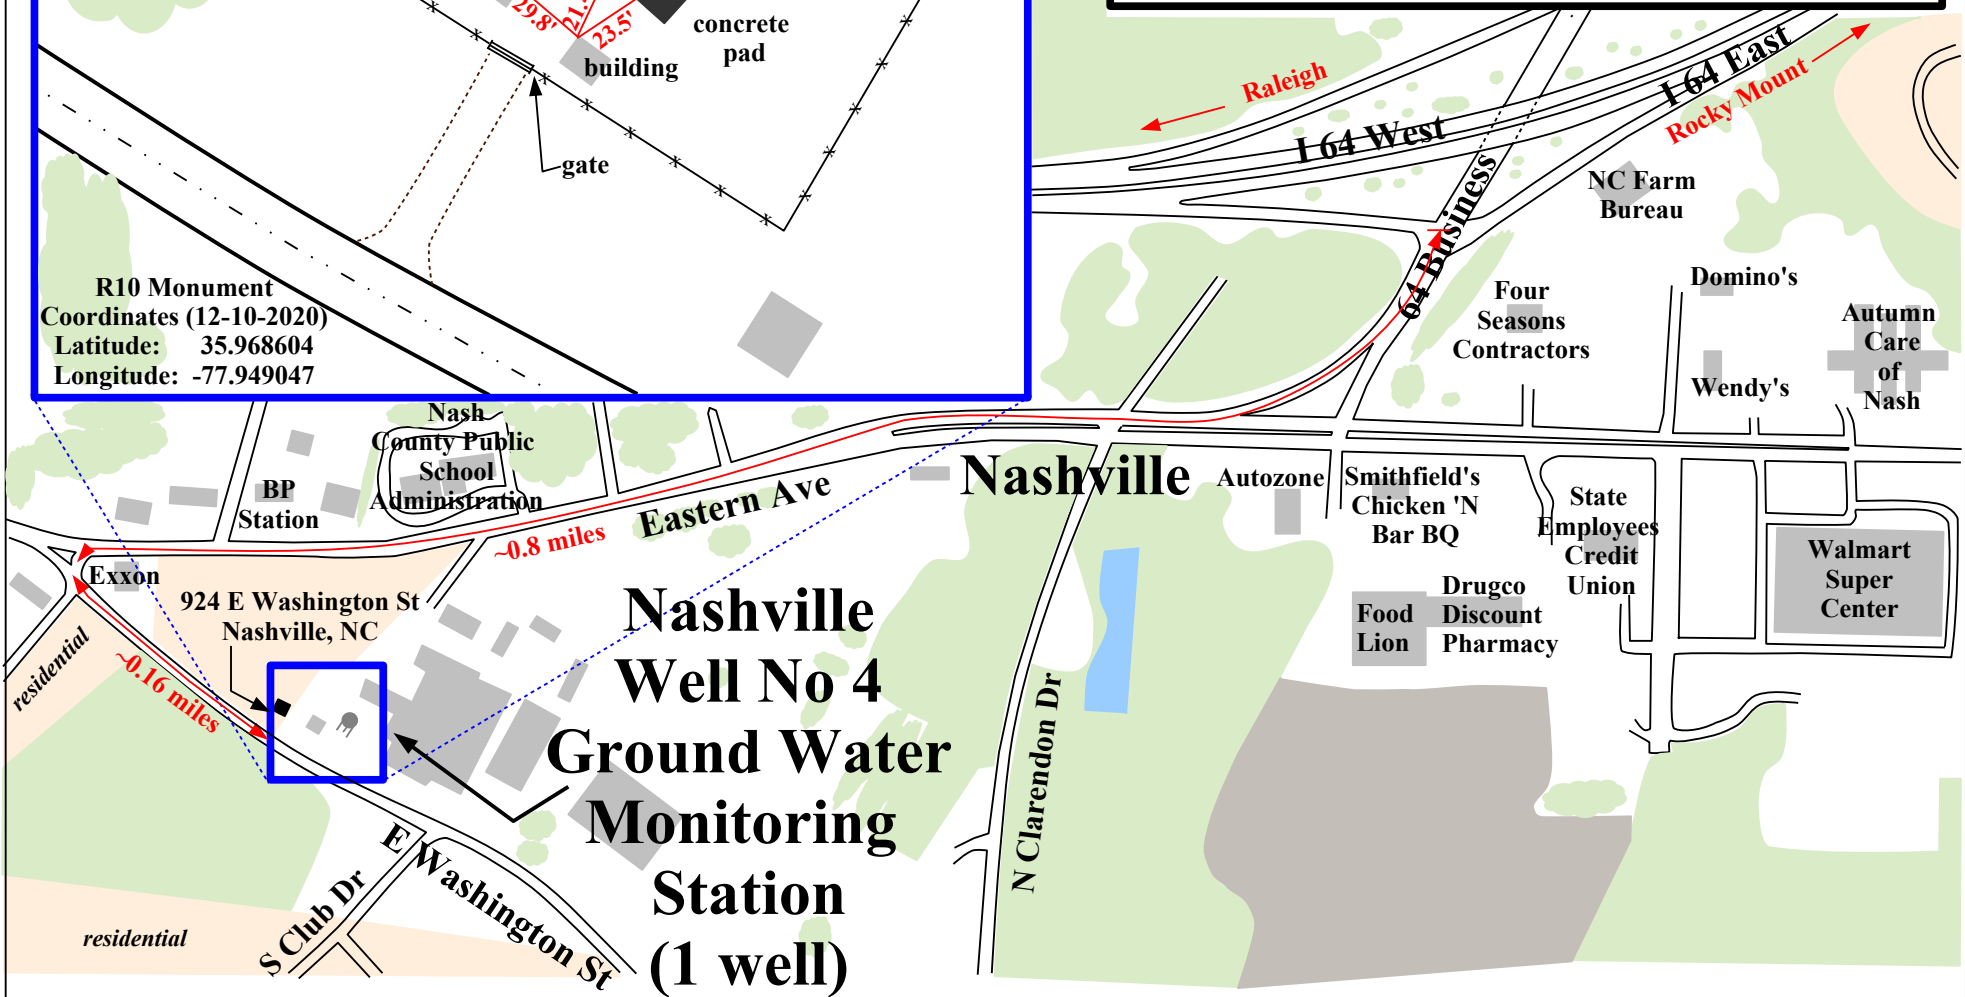 29.8'
23.5'
concrete
pad
building
gate
R10 Monument
Coordinates (12-10-2020)
Latitude: 35.968604
Longitude: -77.949047
Raleigh
I 64 West
I 64 East
Rocky Mount
64 Business
NC Farm
Bureau
Domino's
Four
Seasons
Contractors
Autumn
Care
of
Nash
Wendy's
Nash
County Public
School
Administration
BP
Station
Eastern Ave
~0.8 miles
Nashville
Autozone
Smithfield's
Chicken 'N
Bar BQ
State
Employees
Credit
Union
Walmart
Super
Center
Drugco
Discount
Pharmacy
Food
Lion
Exxon
924 E Washington St
Nashville, NC
residential
~0.16 miles
Nashville
Well No 4
Ground Water
Monitoring
Station
(1 well)
N Clarendon Dr
E Washington St
S Club Dr
residential